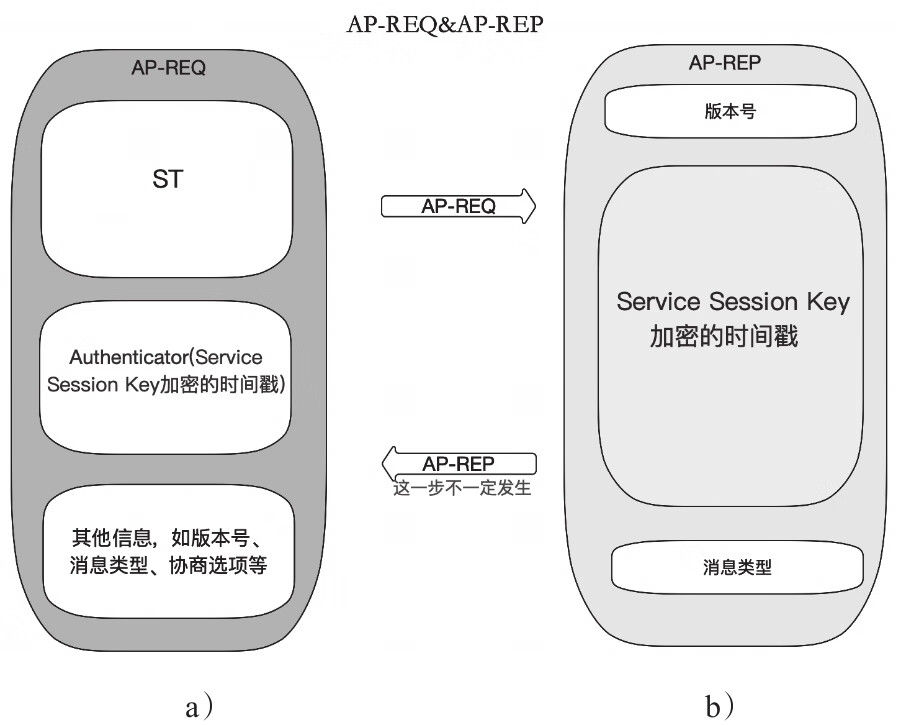 AP-REQ&AP-REP
AP-REQ
ST
Authenticator(Service
Session Key加密的时间戳)
其他信息，如版本号、
消息类型、协商选项等
a）
AP-REQ
AP-REP
这一步不一定发生
AP-REP
版本号
Service Session Key
加密的时间戳
消息类型
b）